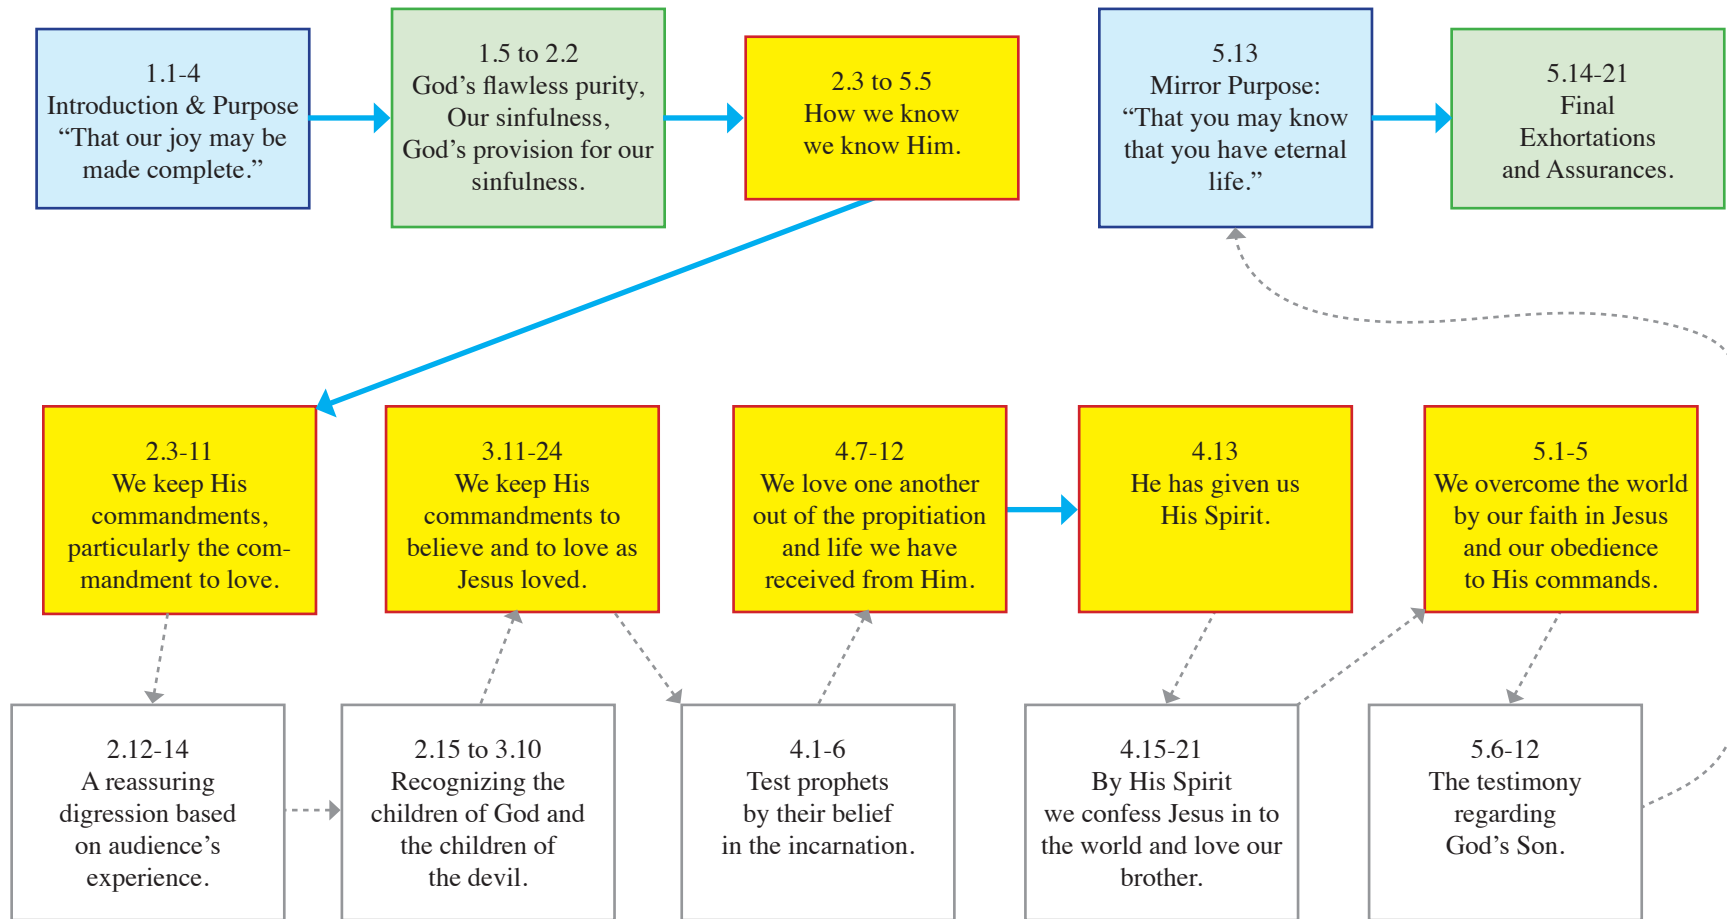 1.1-4
Introduction & Purpose
“That our joy may be
made complete.”
1.5 to 2.2
God’s flawless purity,
Our sinfulness,
God’s provision for our
sinfulness.
2.3 to 5.5
How we know
we know Him.
5.13
Mirror Purpose:
“That you may know
that you have eternal
life.”
5.14-21
Final
Exhortations
and Assurances.
2.3-11
We keep His
commandments,
particularly the com-
mandment to love.
3.11-24
We keep His
commandments to
believe and to love as
Jesus loved.
4.7-12
We love one another
out of the propitiation
and life we have
received from Him.
4.13
He has given us
His Spirit.
5.1-5
We overcome the world
by our faith in Jesus
and our obedience
to His commands.
2.12-14
A reassuring
digression based
on audience’s
experience.
2.15 to 3.10
Recognizing the
children of God and
the children of
the devil.
4.1-6
Test prophets
by their belief
in the incarnation.
4.15-21
By His Spirit
we confess Jesus in to
the world and love our
brother.
5.6-12
The testimony
regarding
God’s Son.